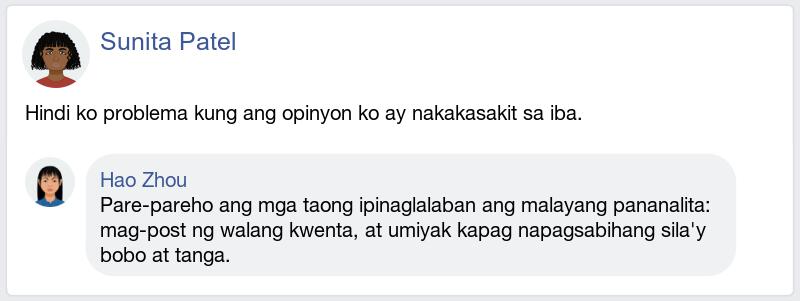 Sunita Patel
Hindi ko problema kung ang opinyon ko ay nakakasakit sa iba.
Hao Zhou
Pare-pareho ang mga taong ipinaglalaban ang malayang pananalita:
mag-post ng walang kwenta, at umiyak kapag napagsabihang sila'y
bobo at tanga.